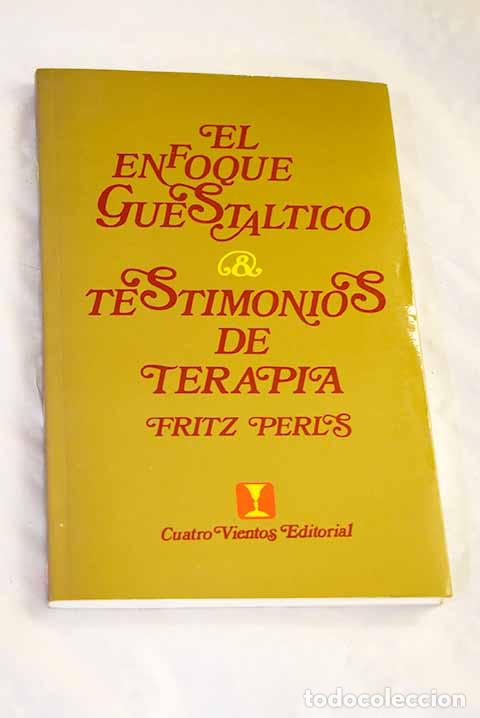 EL
ENFOQUE
GUESTALTICO
&
TESTIMONIOS
DE
TERAPIA
FRITZ PERLS
Cuatro Vientos Editorial
todocoleccion